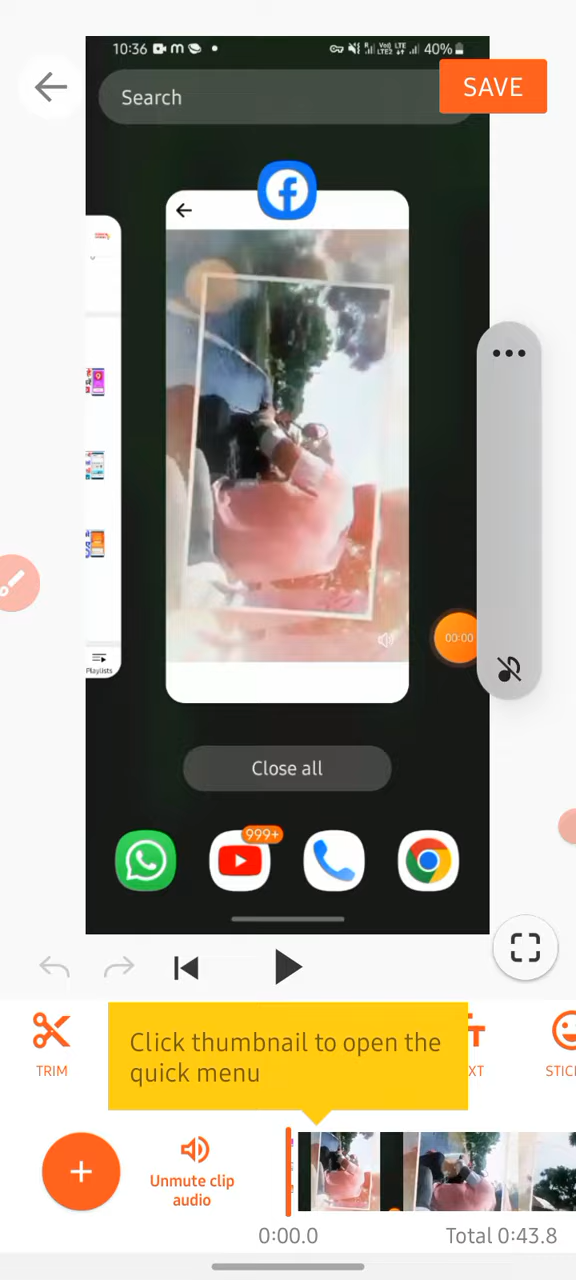 10:36
40%
Search
SAVE
00:00
Playlists
Close all
999+
Click thumbnail to open the
quick menu
TRIM
XT
STIC
Unmute clip
audio
0:00.0
Total 0:43.8